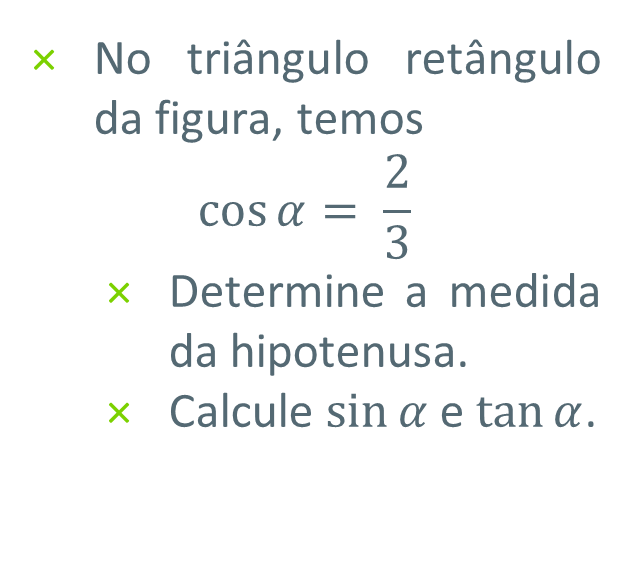 × No triângulo retângulo
da figura, temos
cos α = 2/3
× Determine a medida
da hipotenusa.
× Calcule sin α e tan α.